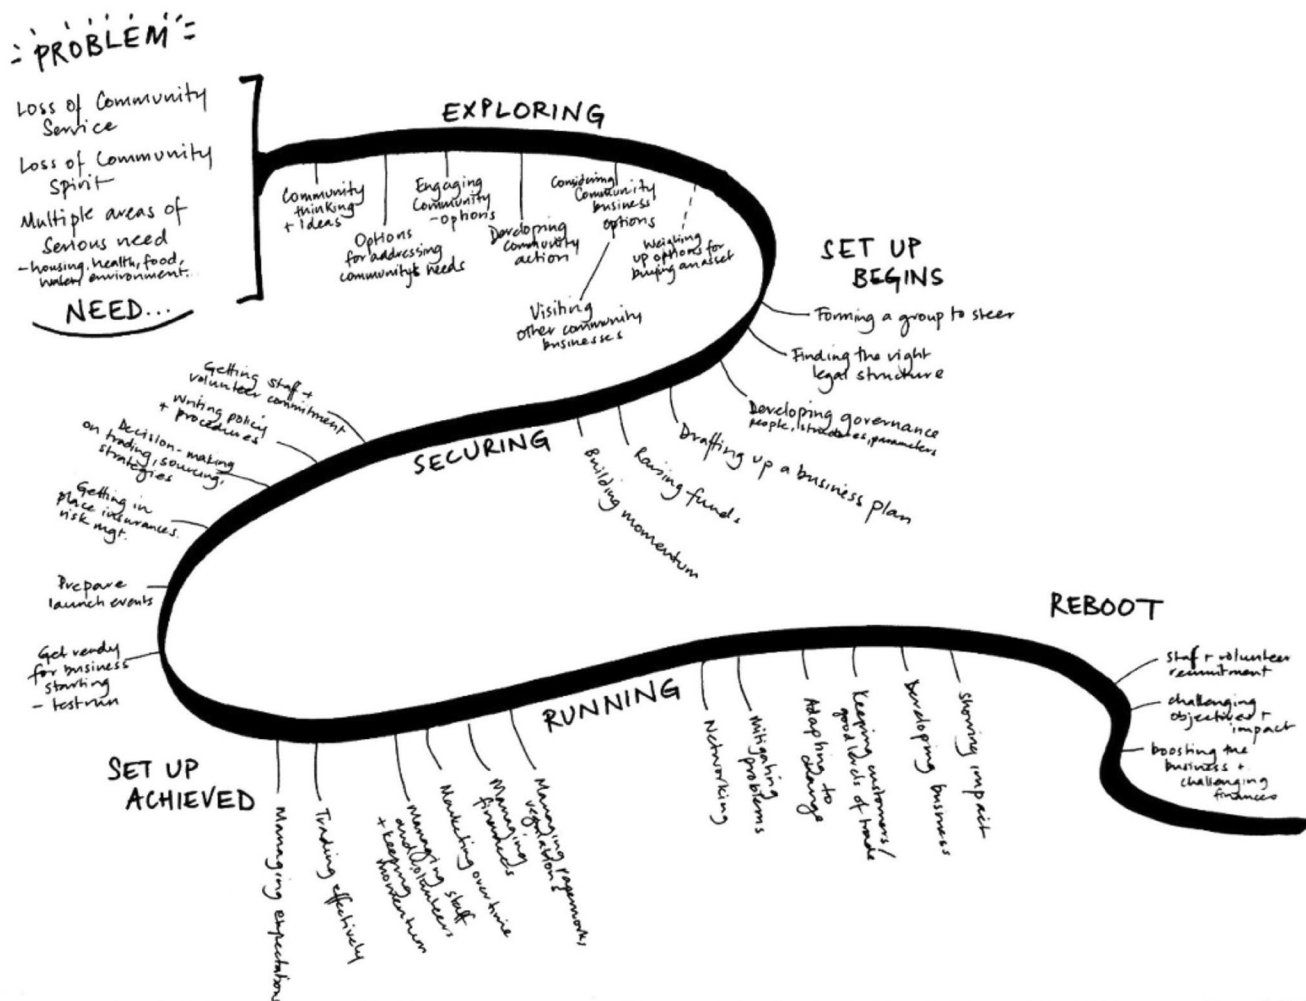 PROBLEM
Loss of Community
Service
Loss of Community
Spirit
Multiple areas of
serious need
- housing, health, food,
water, environment...
NEED...
EXPLORING
Community
thinking
+ Ideas
Options
for addressing
community's needs
Engaging
Community
- options
Developing
community
action
Considering
Community
business
options
Visiting
other community
businesses
Weighing
up options for
buying an asset
SET UP
BEGINS
Forming a group to steer
Finding the right
legal structure
Developing governance
people, structures, parameters
Drafting up a business plan
Raising funds
Building momentum
SECURING
Getting staff +
volunteer commitment
Writing policy
+ procedures
Decision-making
on trading, sourcing,
strategies
Getting in
place insurances.
risk mgt.
Prepare
launch events
Get ready
for business
starting
- test run
SET UP
ACHIEVED
Managing expectation
Trading effectively
Managing staff
and volunteers
+ keeping
momentum
Marketing overtime
Managing
finances
Managing paperwork,
regulations
RUNNING
Networking
Mitigating
problems
Adapting to
change
Keeping customers/
good levels of trade
Developing business
Showing impact
REBOOT
staff + volunteer
recruitment
challenging
objectives +
impact
boosting the
business +
challenging
finances